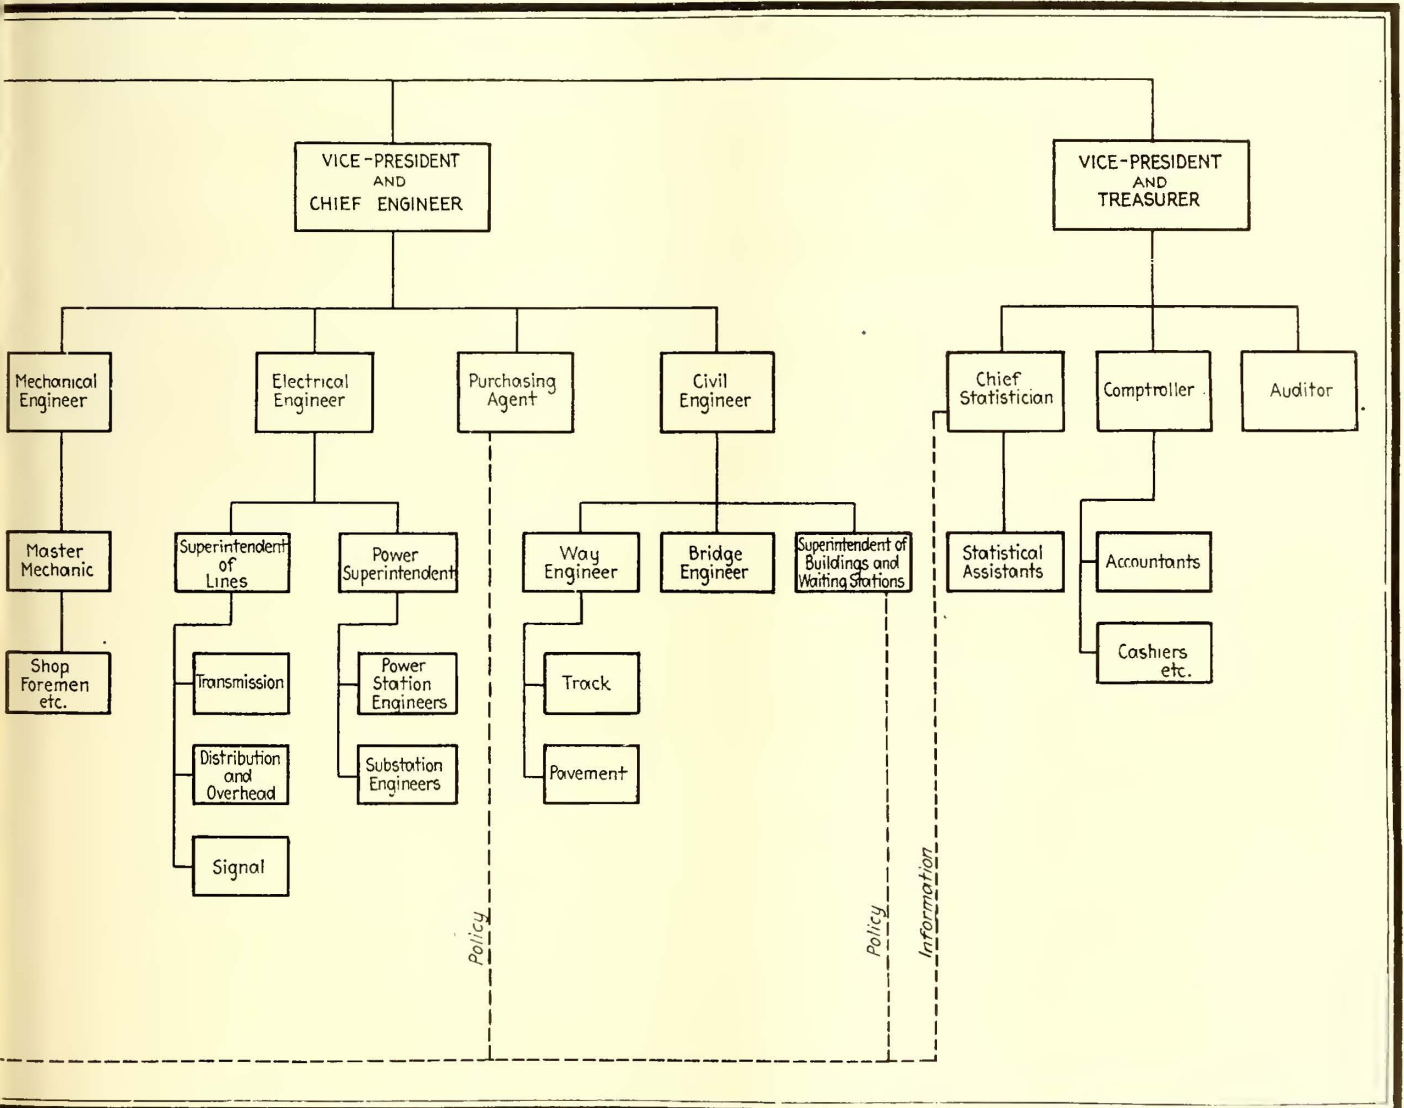 VICE-PRESIDENT
AND
CHIEF ENGINEER
VICE-PRESIDENT
AND
TREASURER
Mechanical
Engineer
Electrical
Engineer
Purchasing
Agent
Civil
Engineer
Chief
Statistician
Comptroller
Auditor
Master
Mechanic
Superintendent
of
Lines
Power
Superintendent
Way
Engineer
Bridge
Engineer
Superintendent of
Buildings and
Waiting Stations
Statistical
Assistants
Accountants
Shop
Foremen
etc.
Transmission
Power
Station
Engineers
Track
Cashiers
etc.
Distribution
and
Overhead
Substation
Engineers
Pavement
Signal
Policy
Policy
Information